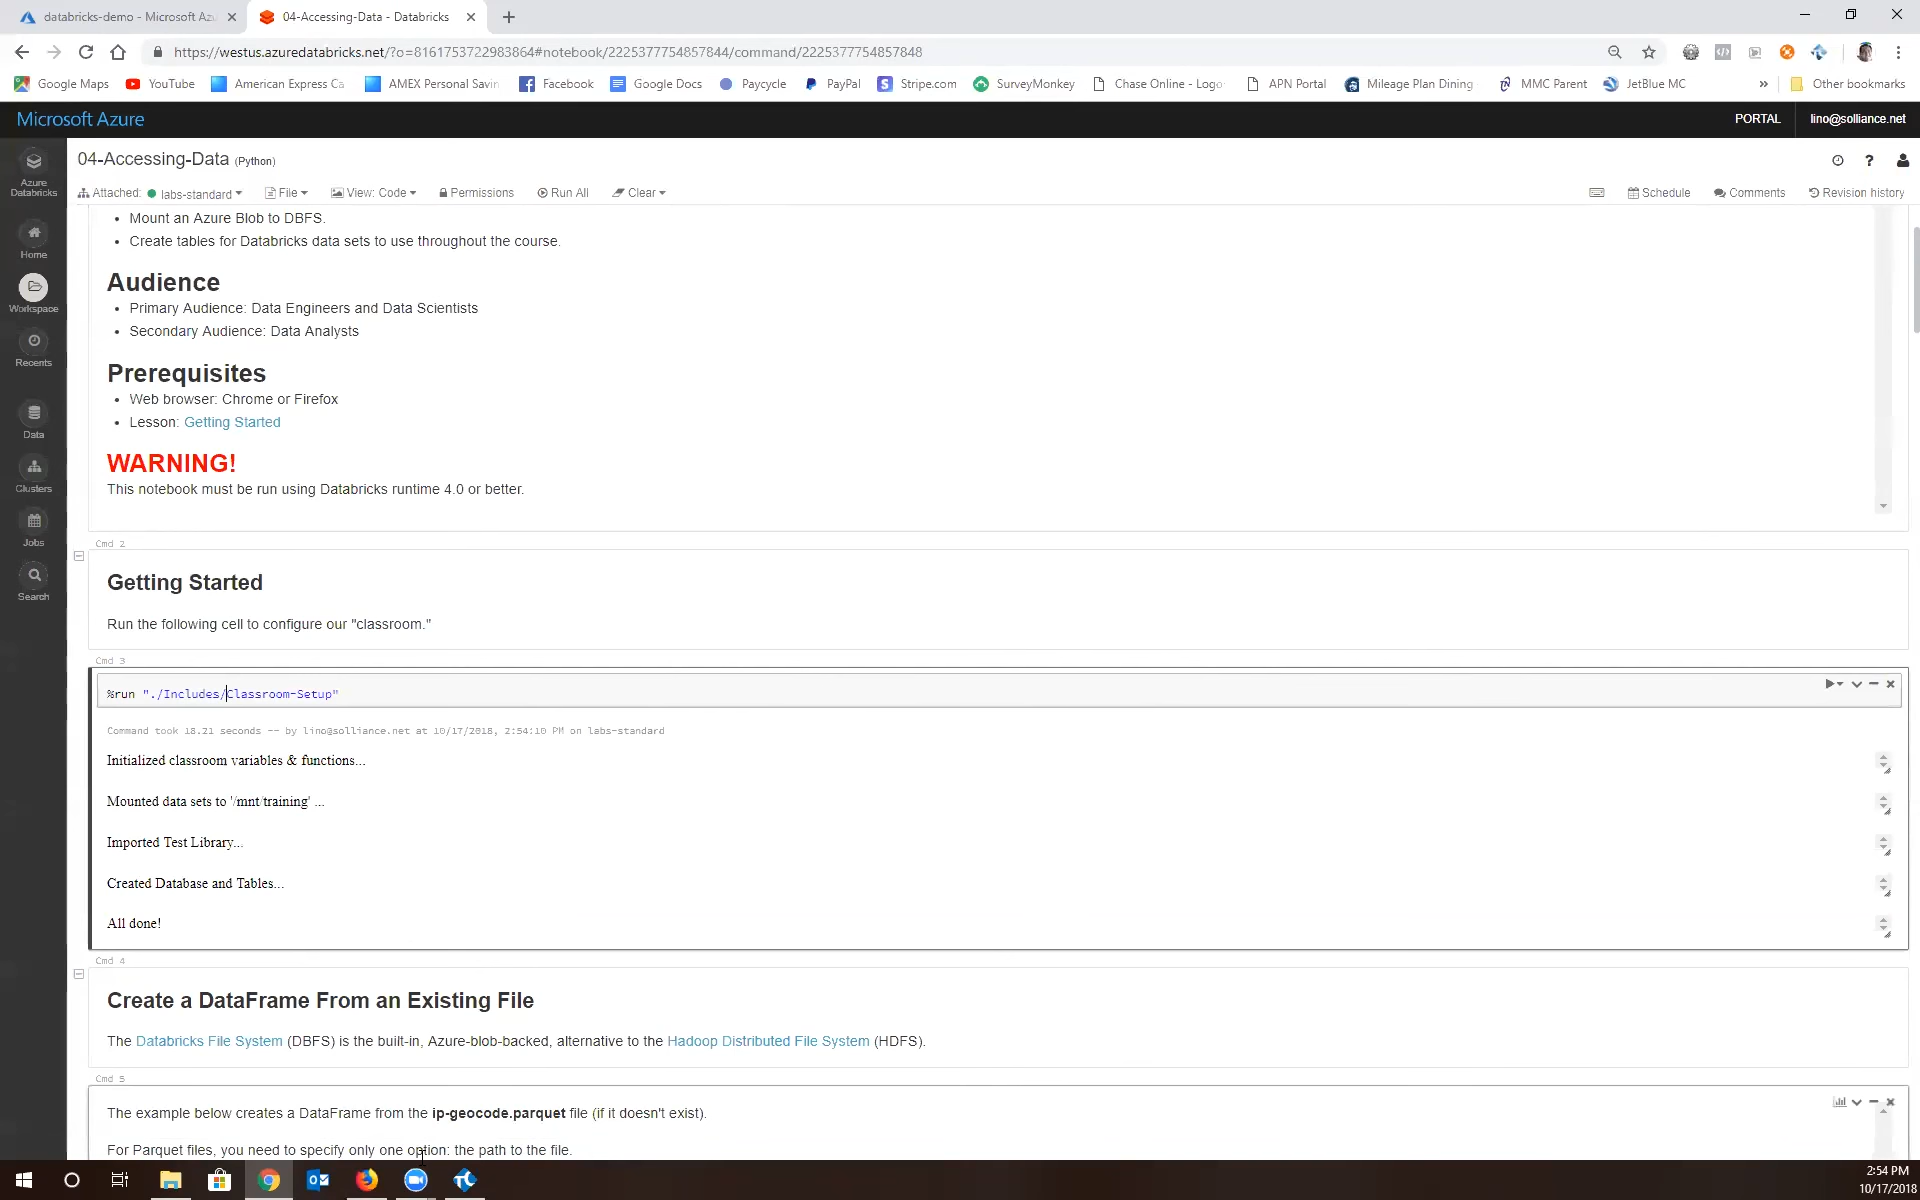 databricks-demo - Microsoft Azu
04-Accessing-Data - Databricks
https://westus.azuredatabricks.net/?o=8161753722983864#notebook/2225377754857844/command/2225377754857848
Google Maps
YouTube
American Express Ca
AMEX Personal Savin
Facebook
Google Docs
Paycycle
PayPal
Stripe.com
SurveyMonkey
Chase Online - Logo
APN Portal
Mileage Plan Dining
MMC Parent
JetBlue MC
Other bookmarks
Microsoft Azure
PORTAL
lino@solliance.net
Azure
Databricks
Home
Workspace
Recents
Data
Clusters
Jobs
Search
04-Accessing-Data (Python)
Attached: labs-standard
File
View: Code
Permissions
Run All
Clear
Schedule
Comments
Revision history
• Mount an Azure Blob to DBFS.
• Create tables for Databricks data sets to use throughout the course.
Audience
• Primary Audience: Data Engineers and Data Scientists
• Secondary Audience: Data Analysts
Prerequisites
• Web browser: Chrome or Firefox
• Lesson: Getting Started
WARNING!
This notebook must be run using Databricks runtime 4.0 or better.
Cmd 2
Getting Started
Run the following cell to configure our "classroom."
Cmd 3
%run "./Includes/Classroom-Setup"
Command took 18.21 seconds -- by lino@solliance.net at 10/17/2018, 2:54:10 PM on labs-standard
Initialized classroom variables & functions...
Mounted data sets to '/mnt/training' ...
Imported Test Library...
Created Database and Tables...
All done!
Cmd 4
Create a DataFrame From an Existing File
The Databricks File System (DBFS) is the built-in, Azure-blob-backed, alternative to the Hadoop Distributed File System (HDFS).
Cmd 5
The example below creates a DataFrame from the ip-geocode.parquet file (if it doesn't exist).
For Parquet files, you need to specify only one option: the path to the file.
2:54 PM
10/17/2018